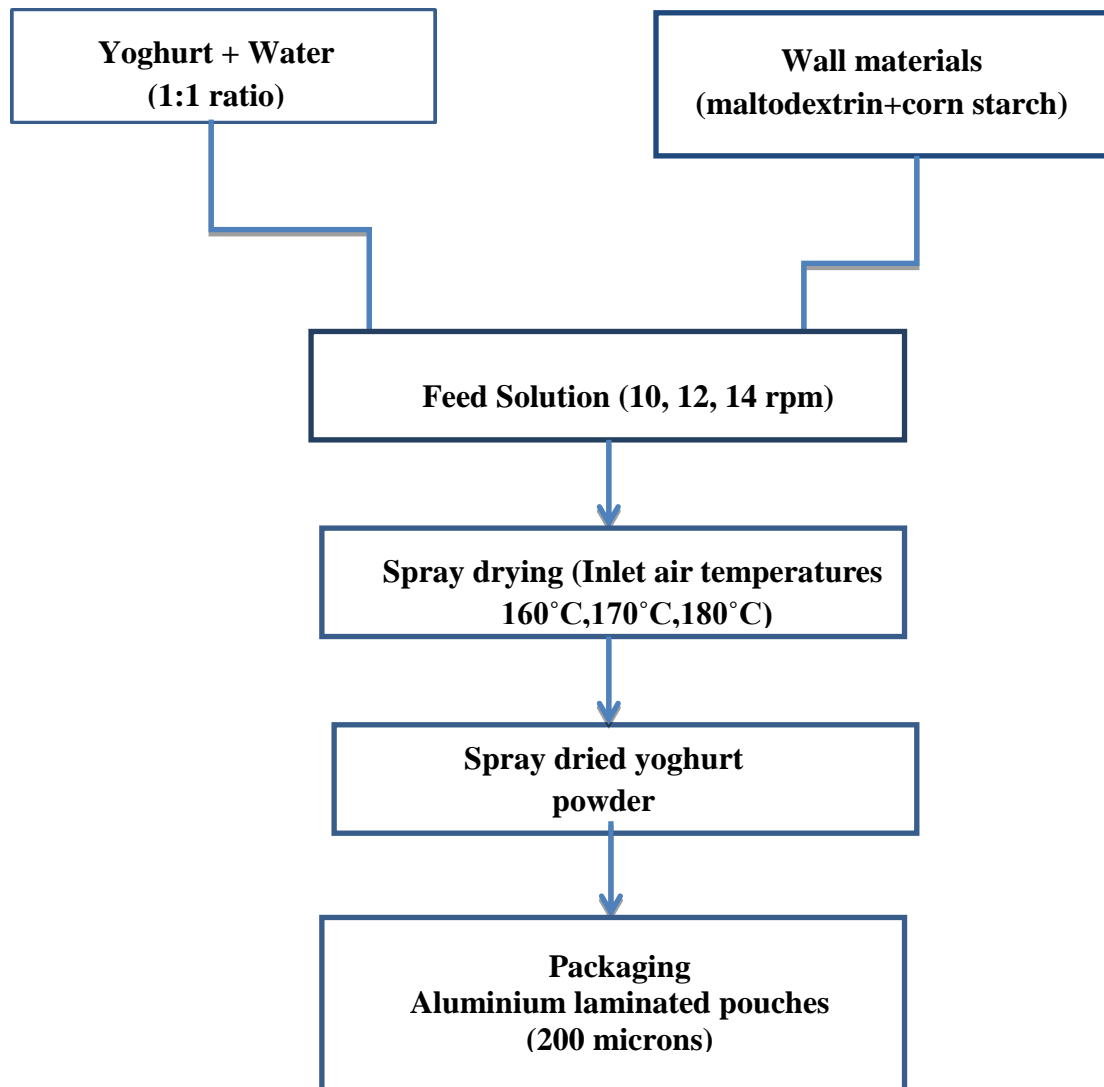 Yoghurt + Water
(1:1 ratio)
Wall materials
(maltodextrin+corn starch)
Feed Solution (10, 12, 14 rpm)
Spray drying (Inlet air temperatures
160˚C,170˚C,180˚C)
Spray dried yoghurt
powder
Packaging
Aluminium laminated pouches
(200 microns)